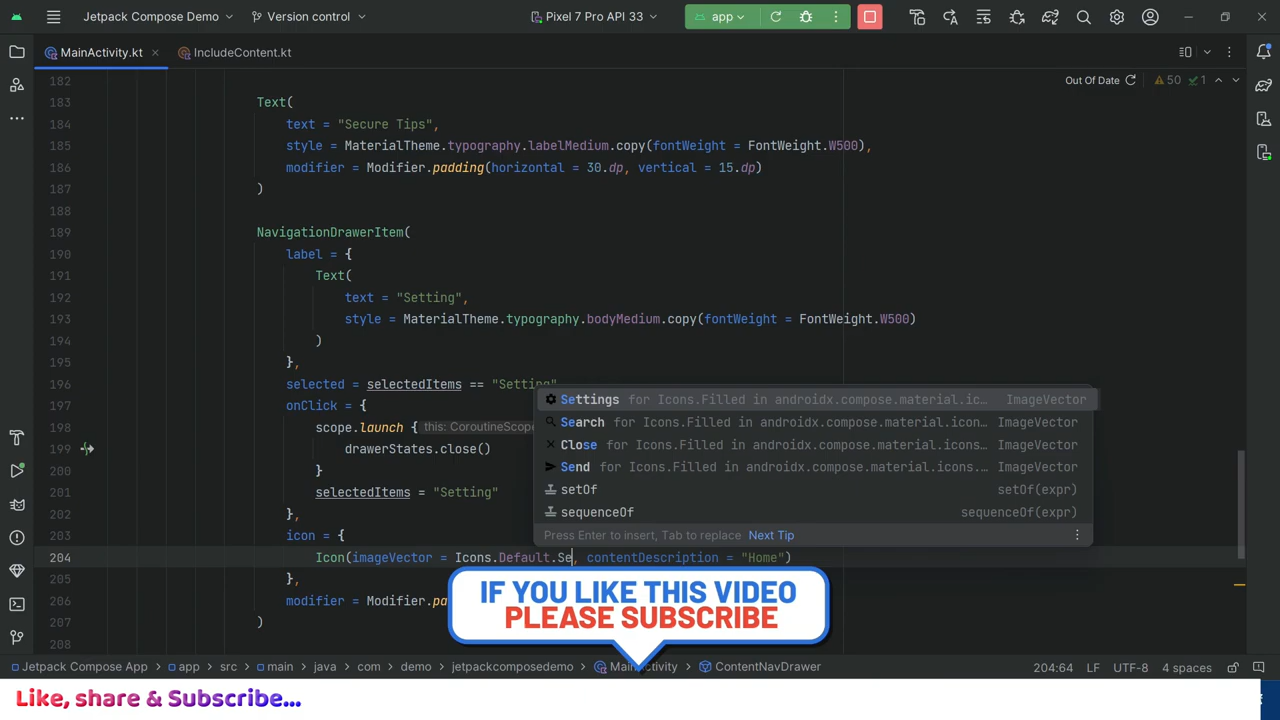 Jetpack Compose Demo
Version control
Pixel 7 Pro API 33
app
MainActivity.kt
IncludeContent.kt
Out Of Date
50
1
182
183 Text(
184 text = "Secure Tips",
185 style = MaterialTheme.typography.labelMedium.copy(fontWeight = FontWeight.W500),
186 modifier = Modifier.padding(horizontal = 30.dp, vertical = 15.dp)
187 )
188
189 NavigationDrawerItem(
190 label = {
191 Text(
192 text = "Setting",
193 style = MaterialTheme.typography.bodyMedium.copy(fontWeight = FontWeight.W500)
194 )
195 },
196 selected = selectedItems == "Setting"
197 onClick = {
198 scope.launch { this: CoroutineScope
199 drawerStates.close()
200 }
201 selectedItems = "Setting"
202 },
203 icon = {
204 Icon(imageVector = Icons.Default.Se, contentDescription = "Home")
205 },
206 modifier = Modifier.pa
207 )
208
Settings for Icons.Filled in androidx.compose.material.ic... ImageVector
Search for Icons.Filled in androidx.compose.material.ic... ImageVector
Close for Icons.Filled in androidx.compose.material.icons... ImageVector
Send for Icons.Filled in androidx.compose.material.icons.... ImageVector
setOf setOf(expr)
sequenceOf sequenceOf(expr)
Press Enter to insert, Tab to replace Next Tip
IF YOU LIKE THIS VIDEO
PLEASE SUBSCRIBE
Jetpack Compose App
app
src
main
java
com
demo
jetpackcomposedemo
MainActivity
ContentNavDrawer
204:64
LF
UTF-8
4 spaces
Like, share & Subscribe...